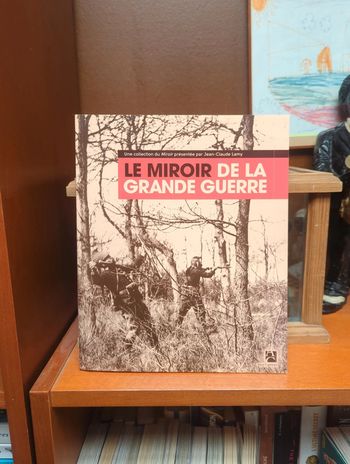 Une collection du Miroir présentée par Jean-Claude Lamy
LE MIROIR DE LA
GRANDE GUERRE